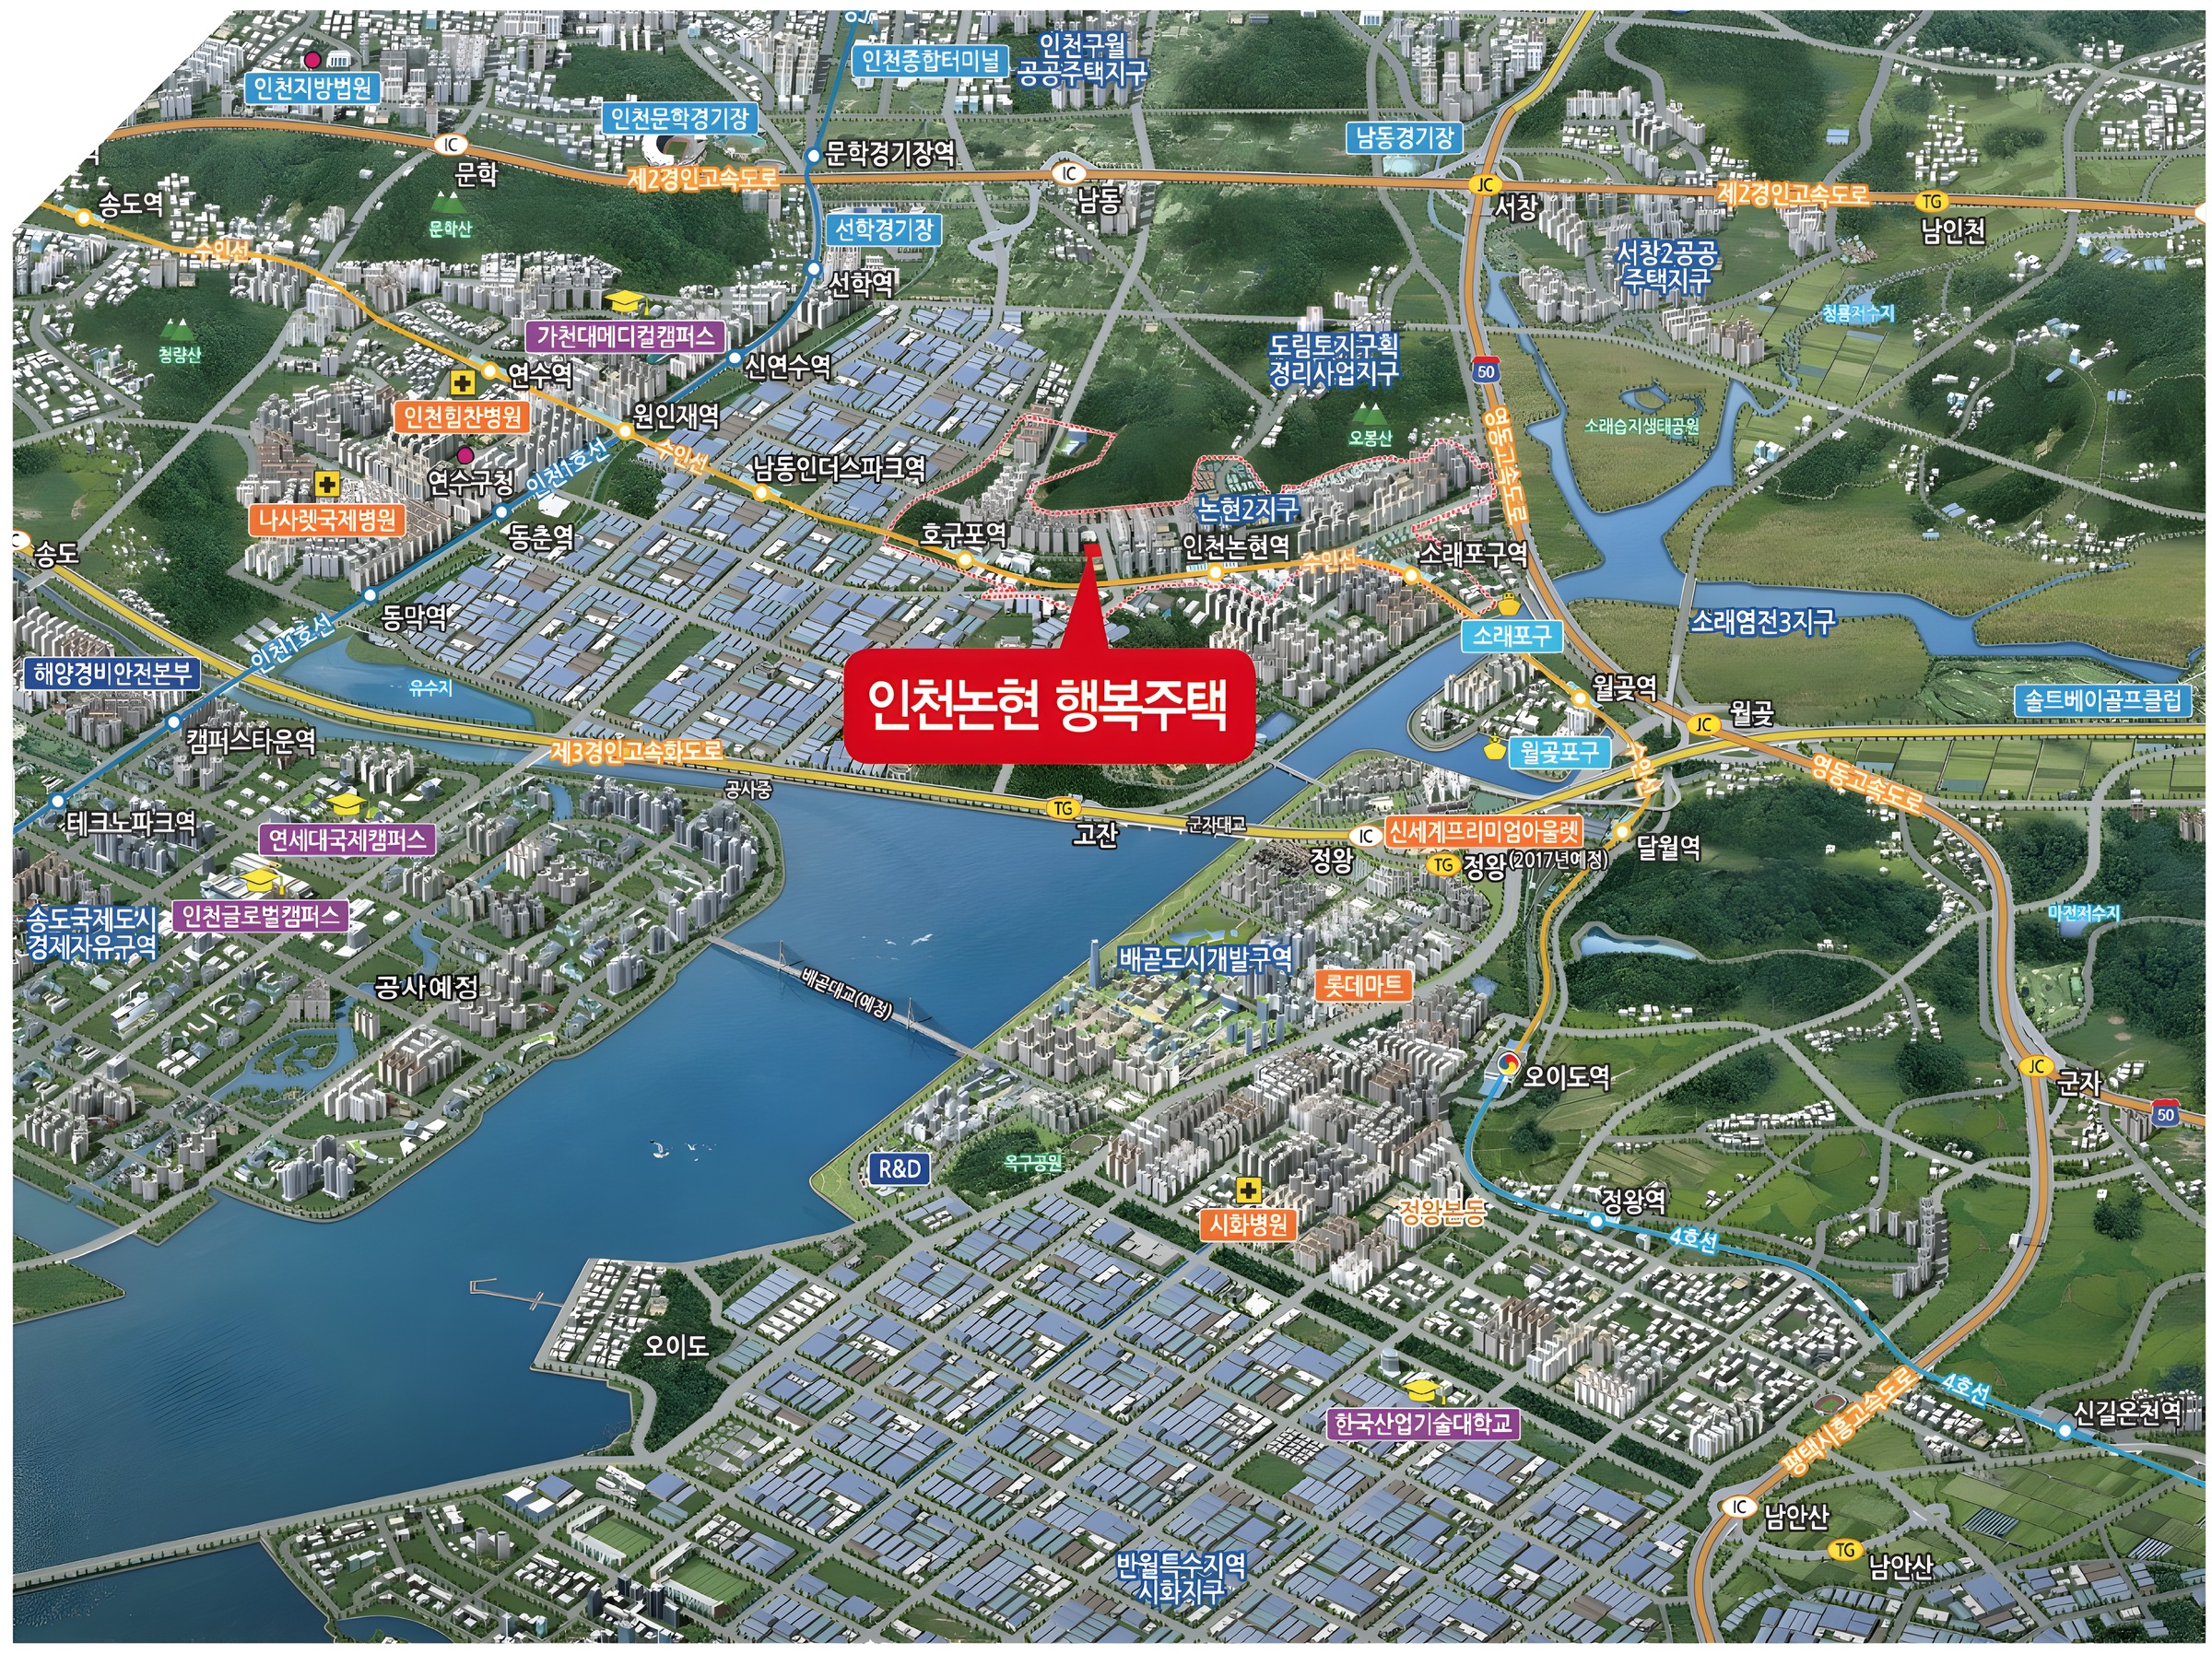 인천종합터미널
인천구월
공공주택지구
인천지방법원
인천문학경기장
남동경기장
IC
문학
문학경기장역
제2경인고속도로
IC
남동
JC
서창
제2경인고속도로
TG
남인천
송도역
수인선
문학산
선학경기장
선학역
서창2공공
주택지구
청룡저수지
청량산
가천대메디컬캠퍼스
신연수역
도림토지구획
정리사업지구
50
연수역
인천힘찬병원
원인재역
오봉산
소래습지생태공원
영동고속도로
연수구청
인천1호선
수인선
남동인더스파크역
나사렛국제병원
동춘역
호구포역
논현2지구
인천논현역
수인선
소래포구역
송도
동막역
인천1호선
소래포구
소래염전3지구
해양경비안전본부
유수지
인천논현 행복주택
월곶역
월곶
JC
솔트베이골프클럽
캠퍼스타운역
제3경인고속화도로
공사중
월곶포구
수인선
영동고속도로
테크노파크역
연세대국제캠퍼스
TG
고잔
군자대교
IC
정왕
신세계프리미엄아울렛
TG
정왕(2017년예정)
달월역
송도국제도시
경제자유구역
인천글로벌캠퍼스
마전저수지
공사예정
배곧대교(예정)
배곧도시개발구역
롯데마트
오이도역
JC
군자
50
R&D
옥구공원
시화병원
정왕본동
정왕역
4호선
오이도
한국산업기술대학교
4호선
신길온천역
평택시흥고속도로
IC
남안산
TG
남안산
반월특수지역
시화지구